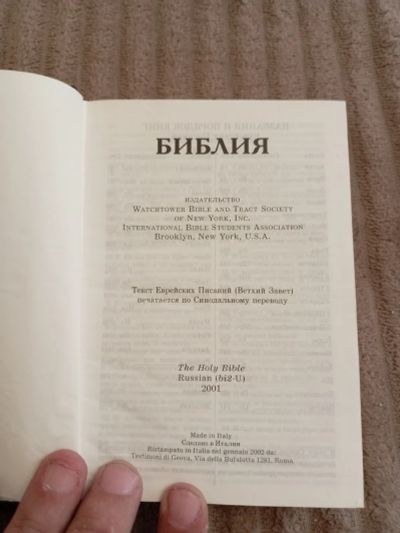 БИБЛИЯ
ИЗДАТЕЛЬСТВО
WATCHTOWER BIBLE AND TRACT SOCIETY
OF NEW YORK, INC.
INTERNATIONAL BIBLE STUDENTS ASSOCIATION
Brooklyn, New York, U.S.A.
Текст Еврейских Писаний (Ветхий Завет)
печатается по Синодальному переводу
The Holy Bible
Russian (bi2-U)
2001
Made in Italy
Сделано в Италии
Ristampato in Italia nel gennaio 2002 da:
Testimoni di Geova, Via della Bufalotta 1281, Roma